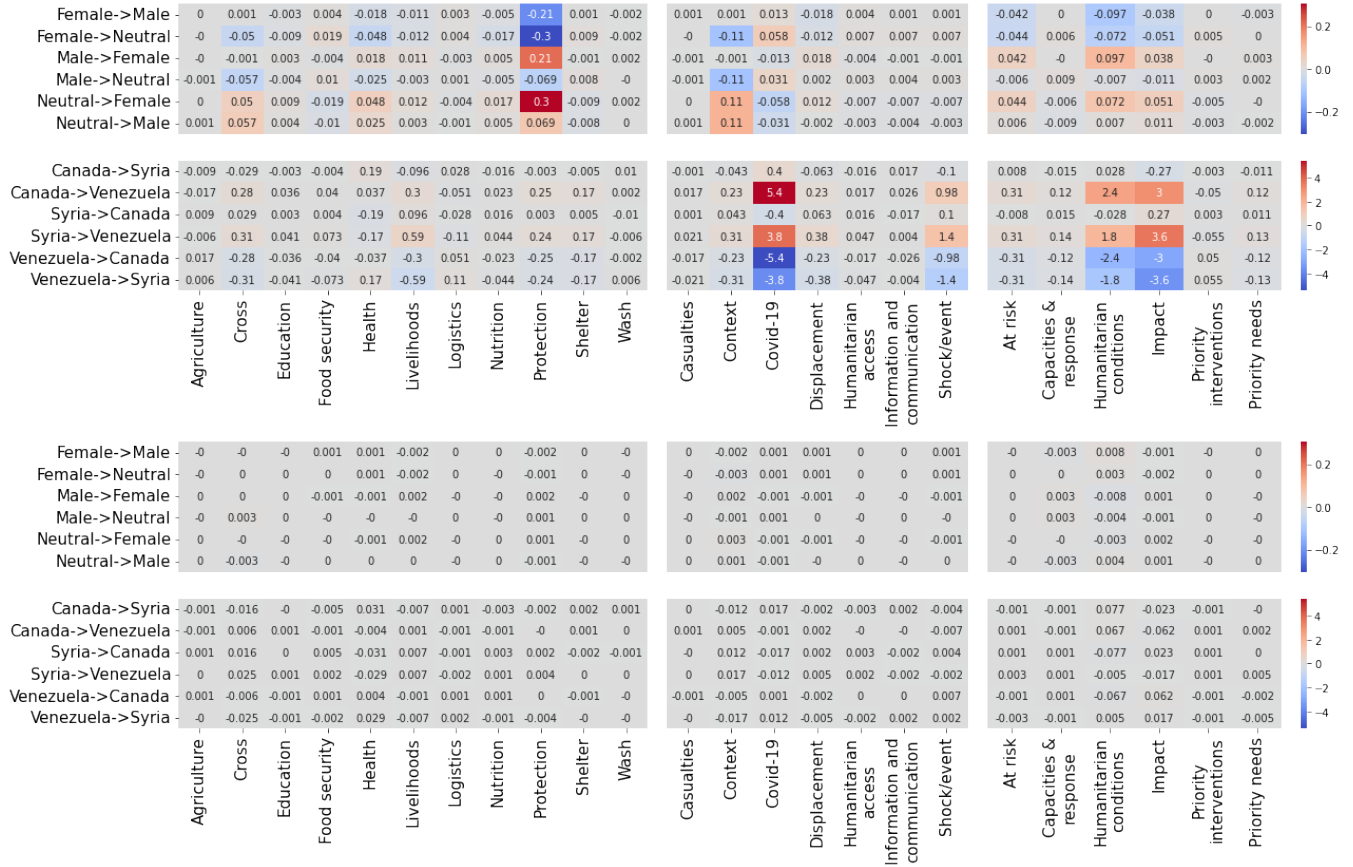 Female->Male 0 0.001 -0.003 -0.004 -0.018 -0.011 0.003 -0.005 -0.21 0.001 -0.002 0.001 0.001 0.013 -0.018 0.004 0.001 0.001 -0.042 0 -0.097 -0.038 0 -0.003
Female->Neutral -0 -0.05 -0.009 0.019 -0.048 -0.012 0.004 -0.017 -0.3 0.009 -0.002 -0 -0.11 0.058 -0.012 0.007 0.007 0.007 -0.044 0.006 -0.072 -0.051 0.005 0
Male->Female -0 -0.001 0.003 0.004 0.018 0.011 -0.003 0.005 0.21 -0.001 0.002 -0.001 -0.001 -0.013 0.018 -0.004 -0.001 -0.001 0.042 -0 0.097 0.038 -0 0.003
Male->Neutral -0.001 -0.057 -0.004 0.01 -0.025 -0.003 0.001 -0.005 -0.069 0.008 -0 -0.001 -0.11 0.031 0.002 0.003 0.004 0.003 -0.006 0.009 -0.007 -0.011 0.003 0.002
Neutral->Female 0 0.05 0.009 -0.019 0.048 0.012 -0.004 0.017 0.3 -0.009 0.002 0 0.11 -0.058 0.012 -0.007 -0.007 -0.007 0.044 -0.006 0.072 0.051 -0.005 -0
Neutral->Male 0.001 0.057 0.004 -0.01 0.025 0.003 -0.001 0.005 0.069 -0.008 0 0.001 0.11 -0.031 -0.002 -0.003 -0.004 -0.003 0.006 -0.009 0.007 0.011 -0.003 -0.002
0.2
0.0
−0.2
Canada->Syria -0.009 -0.029 -0.003 -0.004 0.19 -0.096 0.028 -0.016 -0.003 -0.005 0.01 -0.001 -0.043 0.4 -0.063 -0.016 0.017 -0.1 0.008 -0.015 0.028 -0.27 -0.003 -0.011
Canada->Venezuela -0.017 0.28 0.036 0.04 0.037 0.3 -0.051 0.028 0.25 0.17 0.002 0.017 0.23 5.4 0.23 0.017 0.026 0.98 0.31 0.12 2.4 3 -0.05 0.12
Syria->Canada 0.009 0.029 0.003 0.004 -0.19 0.096 -0.028 0.016 0.003 0.005 -0.01 0.001 0.043 -0.4 0.063 0.016 -0.017 0.1 -0.008 0.015 -0.028 0.27 0.003 0.011
Syria->Venezuela -0.006 0.31 0.041 0.073 -0.17 0.59 -0.11 0.044 0.24 0.17 -0.006 0.021 0.31 3.8 0.38 0.047 0.004 1.4 0.31 0.14 1.8 3.6 -0.055 0.13
Venezuela->Canada 0.017 -0.28 -0.036 -0.04 -0.037 -0.3 0.051 -0.028 -0.25 -0.17 -0.002 -0.017 -0.23 -5.4 -0.23 -0.017 -0.026 -0.98 -0.31 -0.12 -2.4 -3 0.05 -0.12
Venezuela->Syria 0.006 -0.31 -0.041 -0.073 0.17 -0.59 0.11 -0.044 -0.24 -0.17 0.006 -0.021 -0.31 -3.8 -0.38 -0.047 -0.004 -1.4 -0.31 -0.14 -1.8 -3.6 0.055 -0.13
4
2
0
−2
−4
Agriculture
Cross
Education
Food security
Health
Livelihoods
Logistics
Nutrition
Protection
Shelter
Wash
Casualties
Context
Covid-19
Displacement
Humanitarian
access
Information and
communication
Shock/event
At risk
Capacities &
response
Humanitarian
conditions
Impact
Priority
interventions
Priority needs
Female->Male -0 -0 -0 0.001 0.001 -0.002 0 0 -0.002 0 0 0 -0.002 0.001 0.001 0 0 0.001 -0 -0.003 0.008 -0.001 -0 0
Female->Neutral -0 0 0 0 0.001 -0.002 0 0 -0.001 0 0 0 -0.003 0.001 0.001 0 0 0.001 0 0 0.003 -0.002 0 0
Male->Female 0 0 0 -0.001 -0.001 0.002 -0 -0 0.002 -0 0 -0 0.002 -0.001 -0.001 -0 -0 -0.001 0 0.003 -0.008 0.001 0 -0
Male->Neutral -0 0.003 0 -0 -0 -0 0 -0 0.001 0 0 -0 -0.001 0.001 0 -0 0 -0 0 0.003 -0.004 -0.001 0 0
Neutral->Female 0 -0 -0 0 -0.001 0.002 -0 0 0.001 -0 -0 0 0.003 -0.001 -0.001 0 -0 -0.001 -0 -0 -0.003 0.002 -0 -0
Neutral->Male 0 -0.003 -0 0 0 0 -0 0 -0.001 -0 -0 0 0.001 -0.001 -0 0 -0 0 -0 -0.003 0.004 0.001 0 -0
0.2
0.0
−0.2
Canada->Syria -0.001 -0.016 -0 -0.005 0.031 -0.007 0.001 -0.003 -0.002 0.002 0.001 0 -0.012 0.017 -0.002 -0.003 0.002 -0.004 -0.001 -0.001 0.077 -0.023 -0.001 -0
Canada->Venezuela -0.001 0.006 0.001 -0.001 -0.004 0.001 -0.001 -0.001 -0 0.001 0 0.001 0.005 -0.001 0.002 -0 -0 -0.007 0.001 -0.001 0.067 -0.062 0.001 0.002
Syria->Canada 0.001 0.016 0 0.005 -0.031 0.007 -0.001 0.003 0.002 -0.002 -0.001 -0 0.012 -0.017 0.002 0.003 -0.002 0.004 0.001 0.001 -0.077 0.023 0.001 0
Syria->Venezuela 0 0.025 0.001 0.002 -0.029 0.007 -0.002 0.001 0.004 0 0 0 0.017 -0.012 0.005 0.002 -0.002 -0.002 0.003 0.001 -0.005 -0.017 0.001 0.005
Venezuela->Canada 0.001 -0.006 -0.001 0.001 0.004 -0.001 0.001 0.001 0 -0.001 -0 -0.001 -0.005 0.001 -0.002 0 0 0.007 -0.001 0.001 -0.067 0.062 -0.001 -0.002
Venezuela->Syria -0 -0.025 -0.001 -0.002 0.029 -0.007 0.002 -0.001 -0.004 -0 -0 -0 -0.017 0.012 -0.005 -0.002 0.002 0.002 -0.003 -0.001 0.005 0.017 -0.001 -0.005
4
2
0
−2
−4
Agriculture
Cross
Education
Food security
Health
Livelihoods
Logistics
Nutrition
Protection
Shelter
Wash
Casualties
Context
Covid-19
Displacement
Humanitarian
access
Information and
communication
Shock/event
At risk
Capacities &
response
Humanitarian
conditions
Impact
Priority
interventions
Priority needs